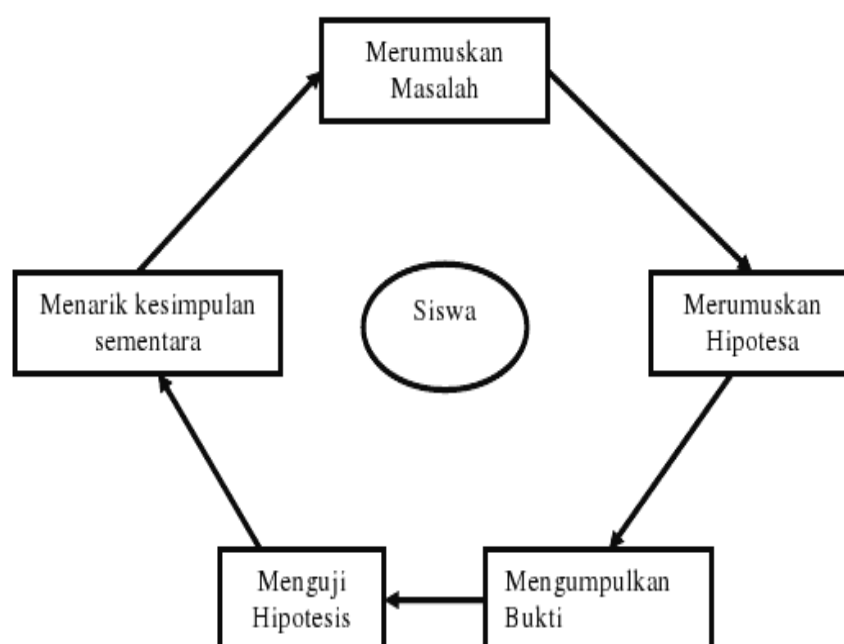 Merumuskan
Masalah
Menarik kesimpulan
sementara
Siswa
Merumuskan
Hipotesa
Menguji
Hipotesis
Mengumpulkan
Bukti